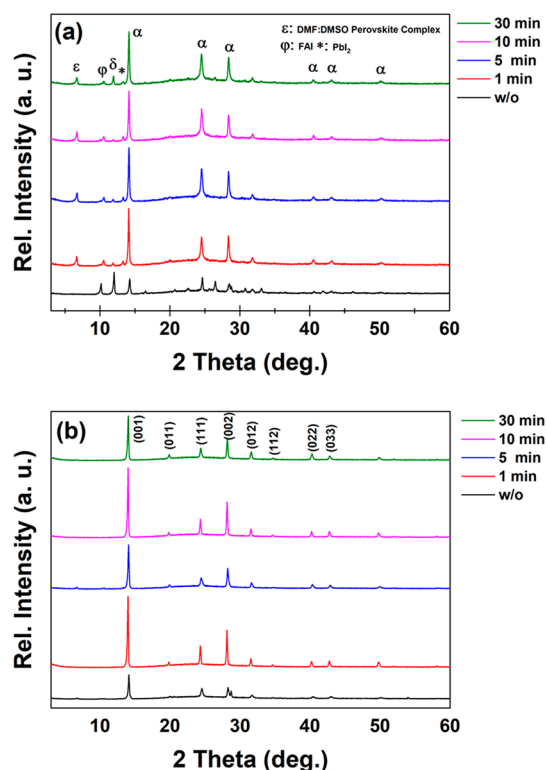 (a)
ε: DMF:DMSO Perovskite Complex
φ: FAI *: PbI₂
ε φ δ * α α α α α α
30 min
10 min
5 min
1 min
w/o
Rel. Intensity (a. u.)
10 20 30 40 50 60
2 Theta (deg.)
(b)
(001) (011) (111) (002) (012) (112) (022) (033)
30 min
10 min
5 min
1 min
w/o
Rel. Intensity (a. u.)
10 20 30 40 50 60
2 Theta (deg.)